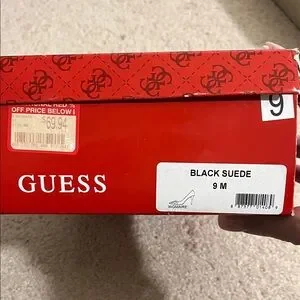 OFF PRICE BELOW!
$69.94
9
GUESS
BLACK SUEDE
9 M